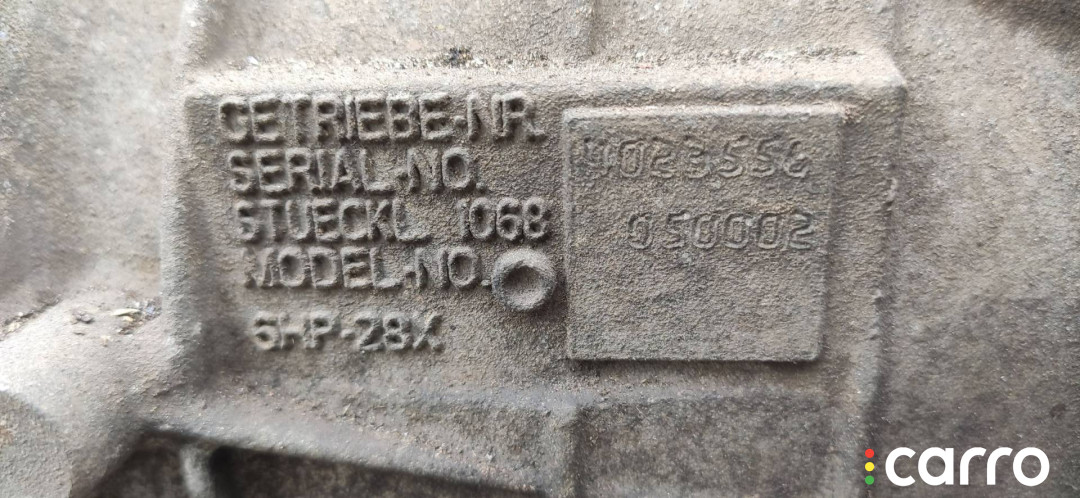 GETRIEBE-NR. 4023556
SERIAL-NO.
STUECKL. 1068 050002
MODEL-NO.
6HP-28X
carro